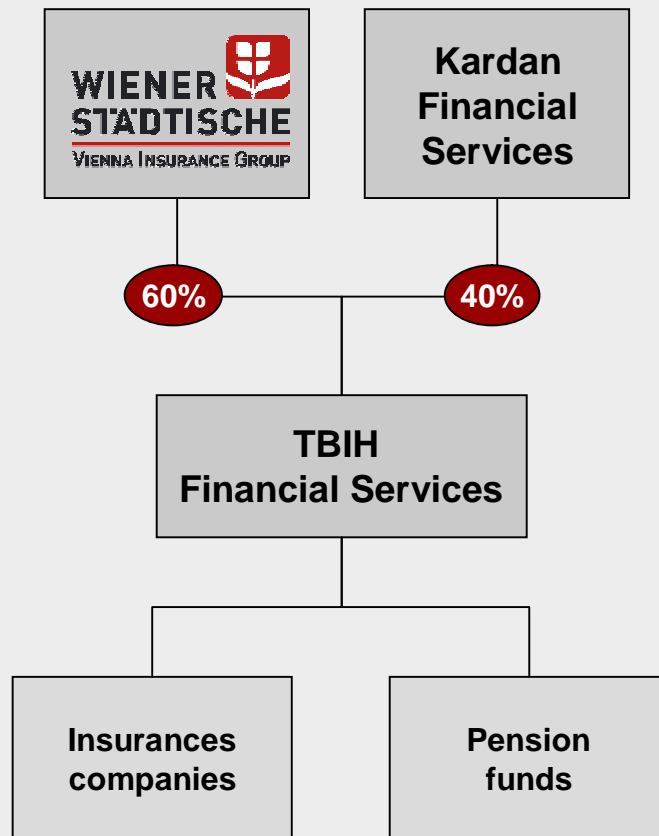 WIENER
STÄDTISCHE
VIENNA INSURANCE GROUP
Kardan
Financial
Services
60%
40%
TBIH
Financial Services
Insurances
companies
Pension
funds